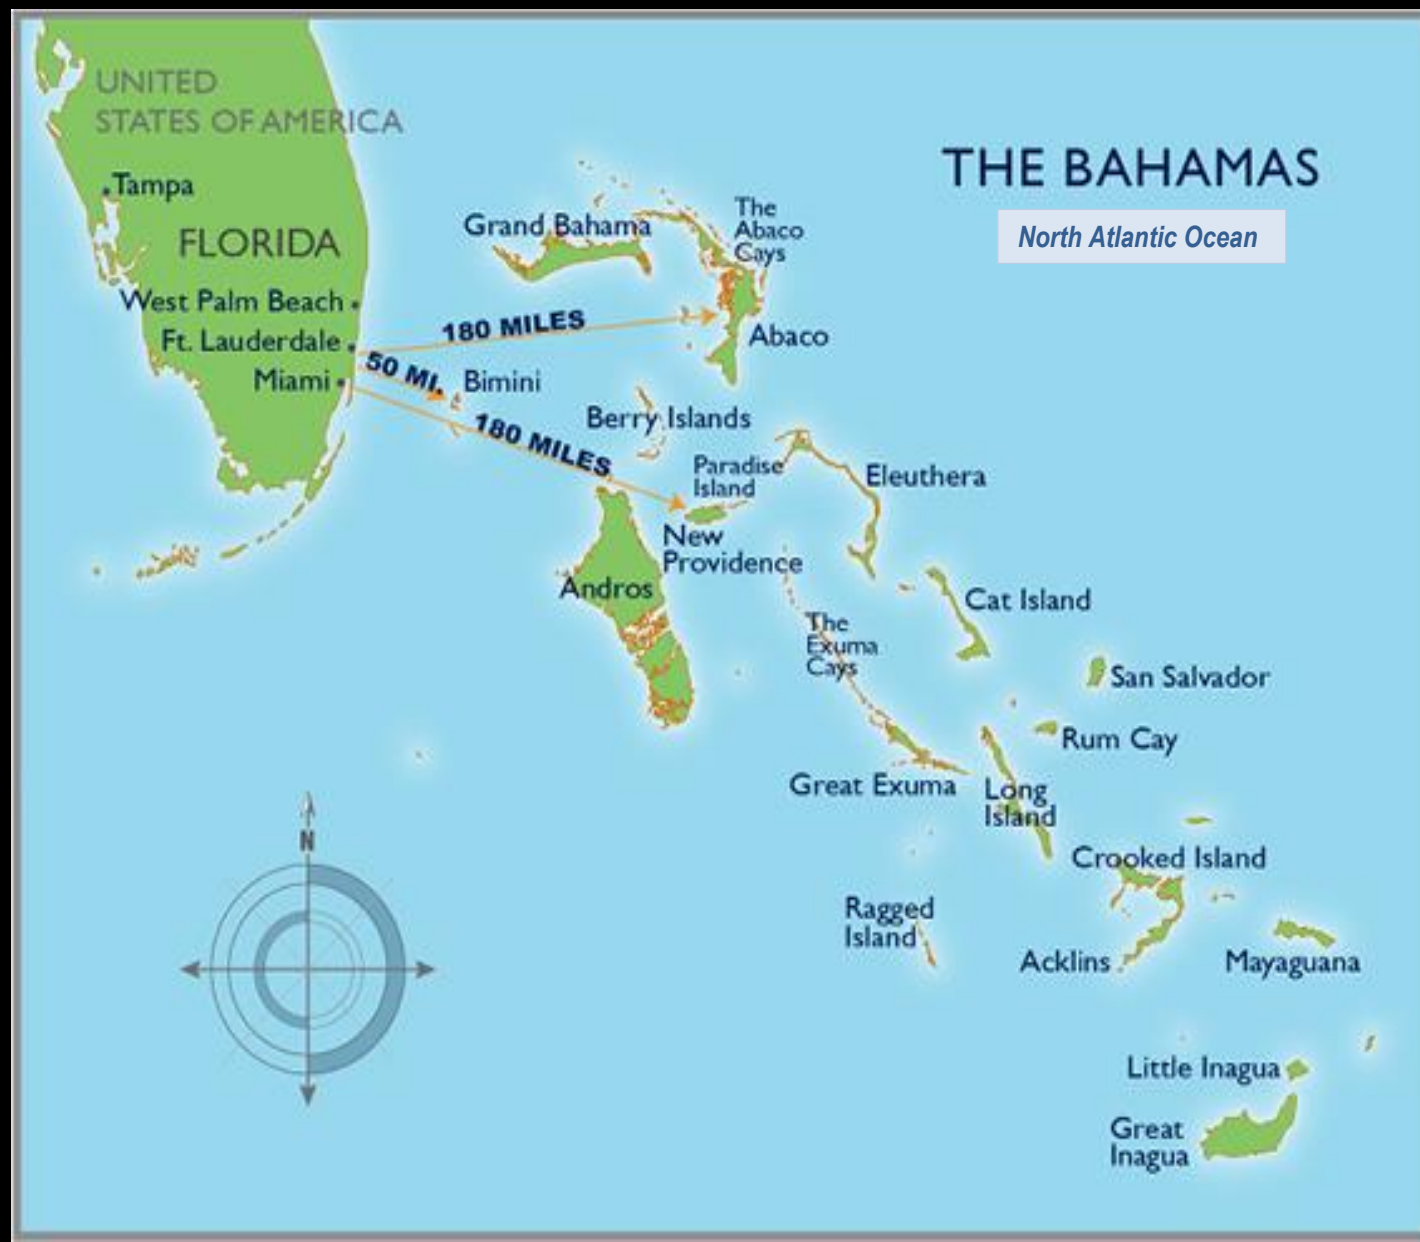 UNITED
STATES OF AMERICA
THE BAHAMAS
North Atlantic Ocean
Tampa
FLORIDA
West Palm Beach
Ft. Lauderdale
Miami
Grand Bahama
The
Abaco
Cays
180 MILES
Abaco
50 MI.
Bimini
180 MILES
Berry Islands
Paradise
Island
Eleuthera
New
Providence
Andros
Cat Island
The
Exuma
Cays
San Salvador
Rum Cay
Great Exuma
Long
Island
N
Crooked Island
Ragged
Island
Acklins
Mayaguana
Little Inagua
Great
Inagua